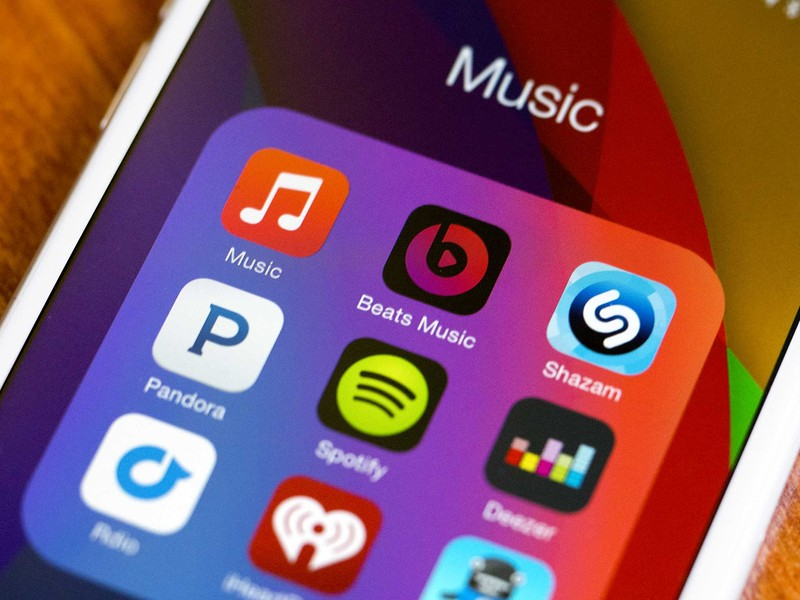 Music
Music
Beats Music
Shazam
Pandora
Spotify
Deezer
Rdio